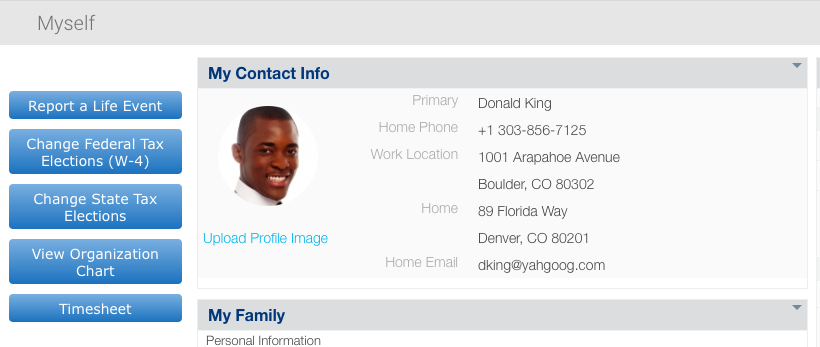 Myself
Report a Life Event
Change Federal Tax
Elections (W-4)
Change State Tax
Elections
View Organization
Chart
Timesheet
My Contact Info
Primary Donald King
Home Phone +1 303-856-7125
Work Location 1001 Arapahoe Avenue
Boulder, CO 80302
Home 89 Florida Way
Denver, CO 80201
Home Email dking@yahgoog.com
Upload Profile Image
My Family
Personal Information